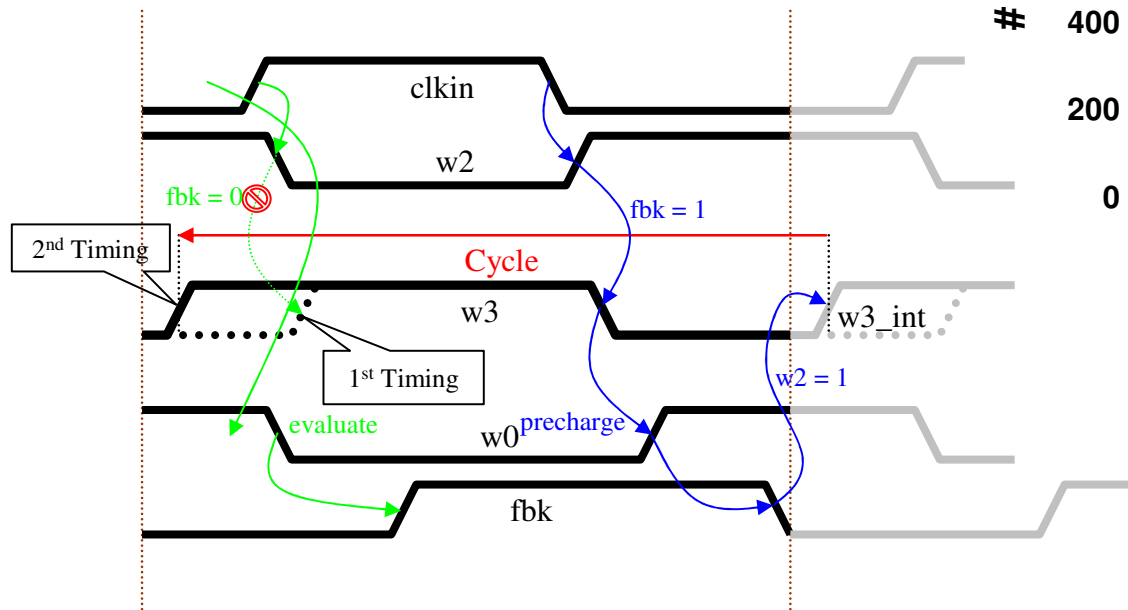 # 400
clkin
200
w2
fbk = 0
0
fbk = 1
2nd Timing
Cycle
w3
w3_int
1st Timing
w2 = 1
evaluate
w0
precharge
fbk